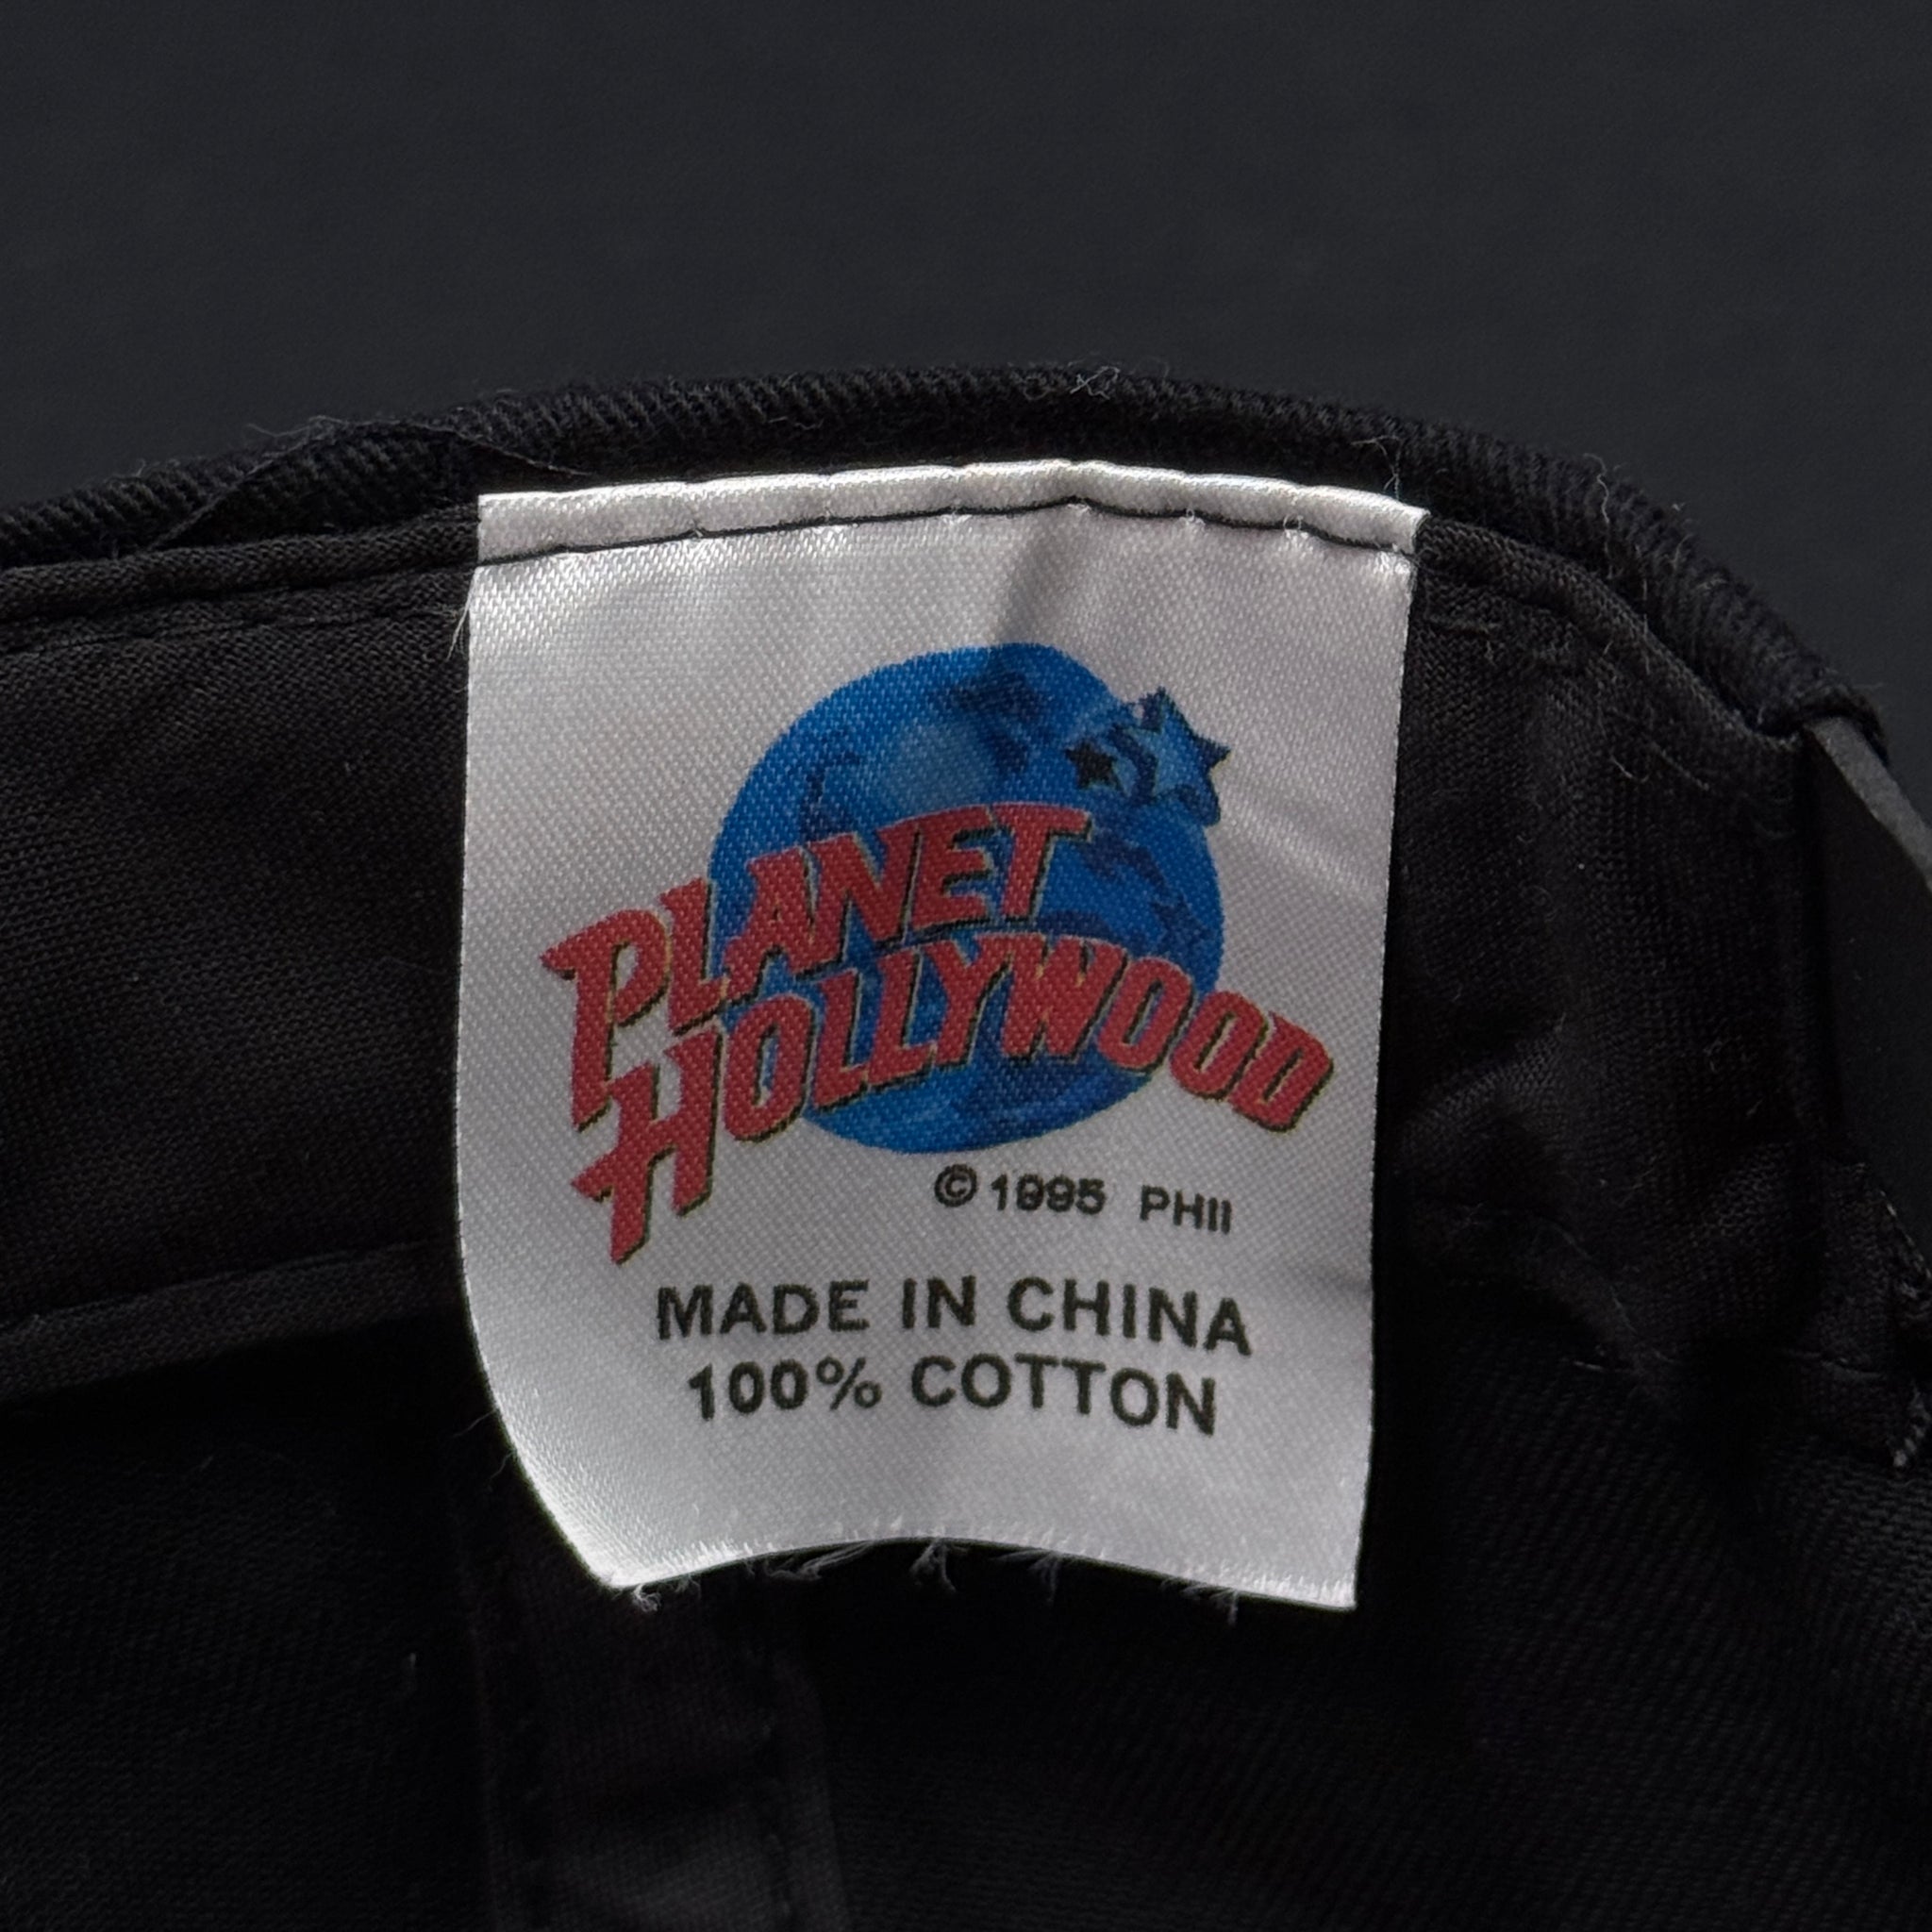 PLANET
HOLLYWOOD
© 1995 PHII
MADE IN CHINA
100% COTTON